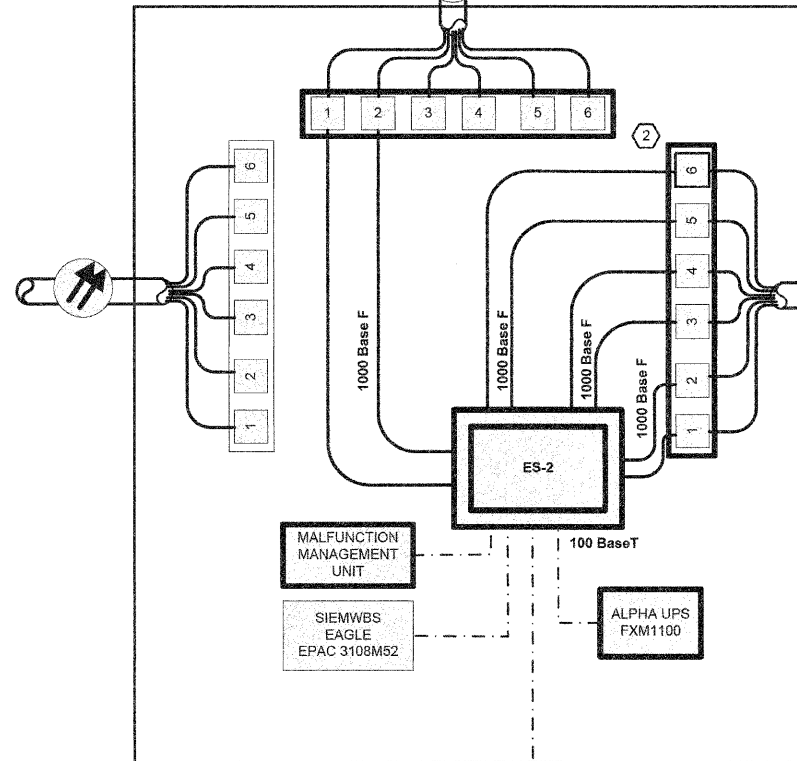 1 2 3 4 5 6
2
6
5
4
3
2
1
6
5
4
3
2
1
1000 Base F
1000 Base F
1000 Base F
1000 Base F
ES-2
100 BaseT
MALFUNCTION
MANAGEMENT
UNIT
SIEMWBS
EAGLE
EPAC 3108M52
ALPHA UPS
FXM1100